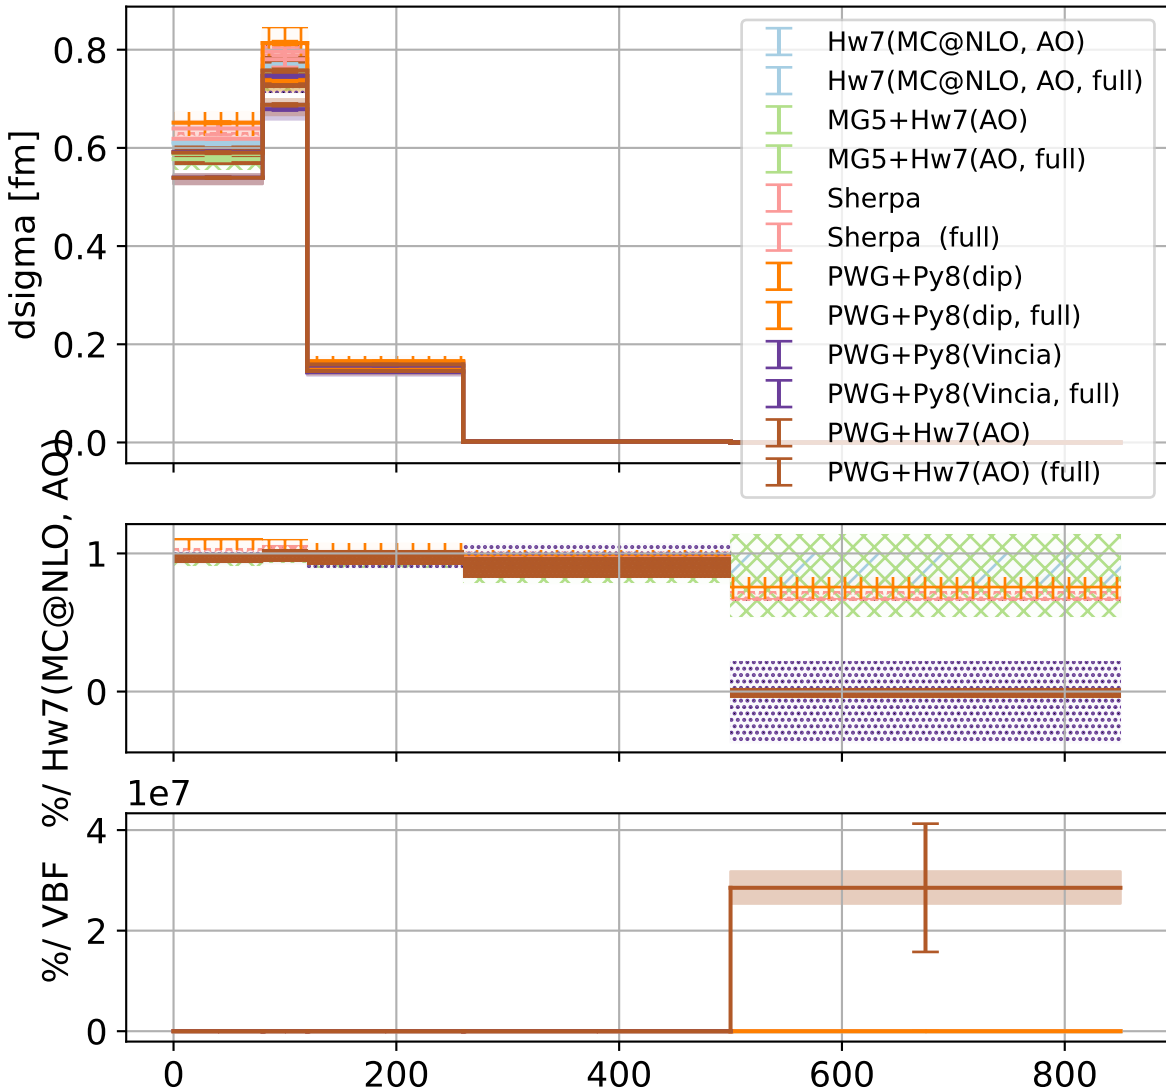 0.8
0.6
0.4
0.2
0.0
dsigma [fm]
Hw7(MC@NLO, AO)
Hw7(MC@NLO, AO, full)
MG5+Hw7(AO)
MG5+Hw7(AO, full)
Sherpa
Sherpa  (full)
PWG+Py8(dip)
PWG+Py8(dip, full)
PWG+Py8(Vincia)
PWG+Py8(Vincia, full)
PWG+Hw7(AO)
PWG+Hw7(AO) (full)
%/ Hw7(MC@NLO, AO)
1
0
1e7
%/ VBF
4
2
0
0
200
400
600
800